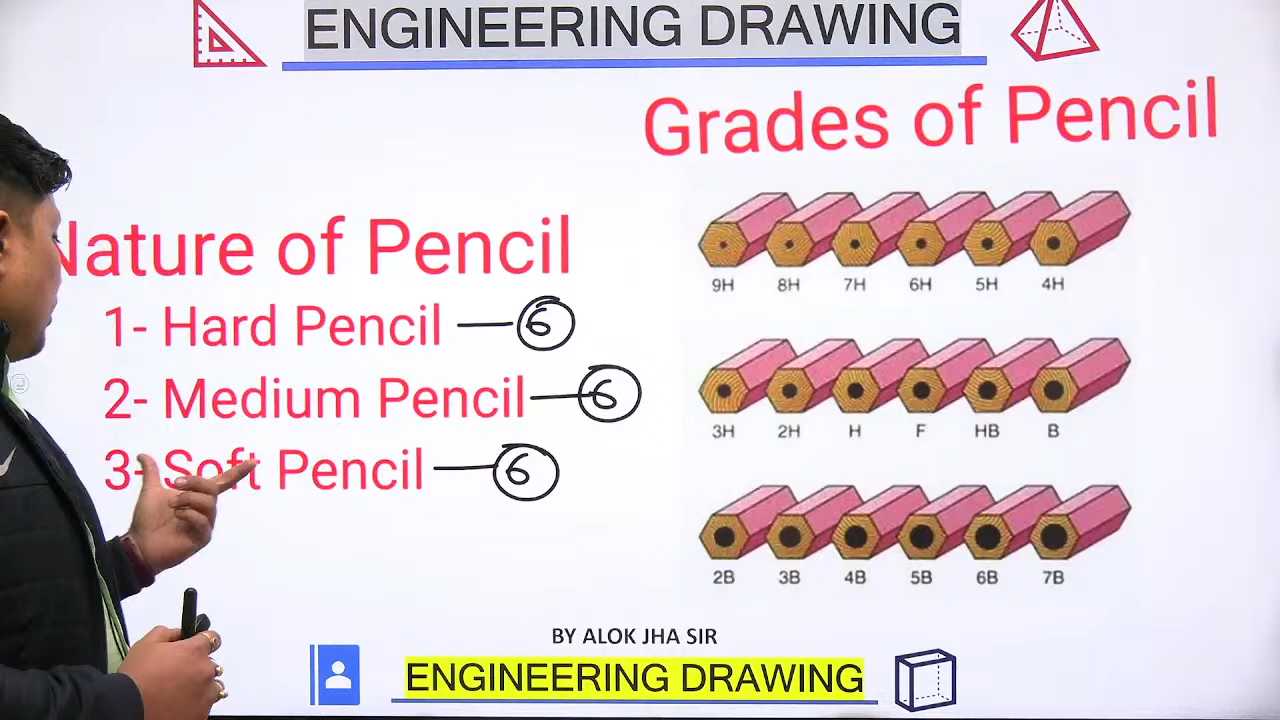 ENGINEERING DRAWING
Grades of Pencil
Nature of Pencil
1- Hard Pencil — 6
2- Medium Pencil — 6
3- Soft Pencil — 6
9H 8H 7H 6H 5H 4H
3H 2H H F HB B
2B 3B 4B 5B 6B 7B
BY ALOK JHA SIR
ENGINEERING DRAWING